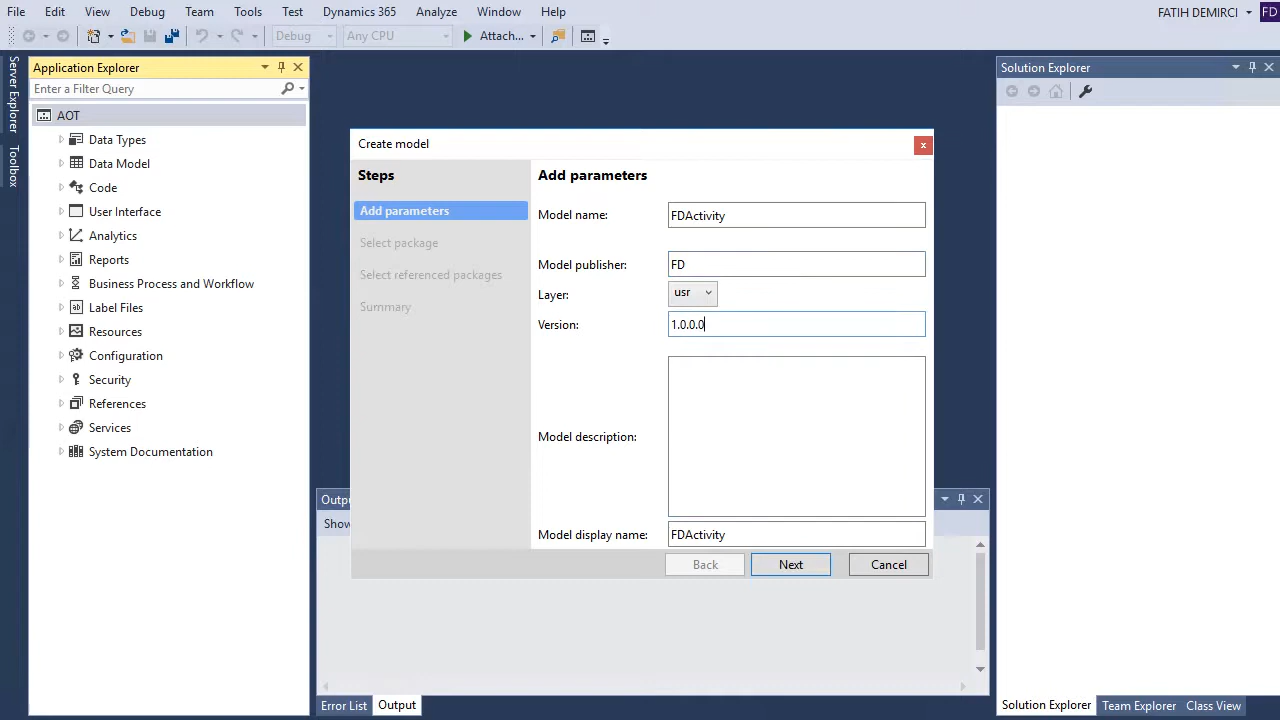 File Edit View Debug Team Tools Test Dynamics 365 Analyze Window Help FATIH DEMIRCI FD
Debug Any CPU Attach...
Server Explorer
Toolbox
Application Explorer
Enter a Filter Query
AOT
Data Types
Data Model
Code
User Interface
Analytics
Reports
Business Process and Workflow
Label Files
Resources
Configuration
Security
References
Services
System Documentation
Create model
Steps
Add parameters
Select package
Select referenced packages
Summary
Add parameters
Model name: FDActivity
Model publisher: FD
Layer: usr
Version: 1.0.0.0
Model description:
Model display name: FDActivity
Back Next Cancel
Outpu
Show
Error List Output
Solution Explorer
Solution Explorer Team Explorer Class View